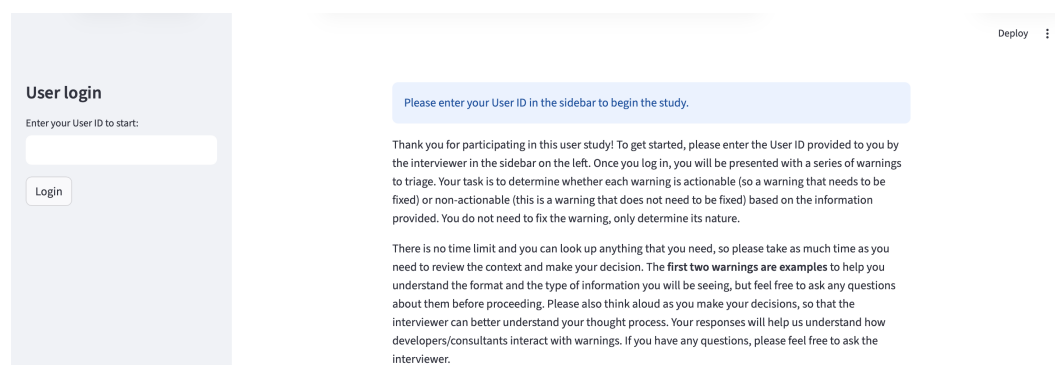 Deploy
User login
Enter your User ID to start:
Login
Please enter your User ID in the sidebar to begin the study.
Thank you for participating in this user study! To get started, please enter the User ID provided to you by
the interviewer in the sidebar on the left. Once you log in, you will be presented with a series of warnings
to triage. Your task is to determine whether each warning is actionable (so a warning that needs to be
fixed) or non-actionable (this is a warning that does not need to be fixed) based on the information
provided. You do not need to fix the warning, only determine its nature.
There is no time limit and you can look up anything that you need, so please take as much time as you
need to review the context and make your decision. The first two warnings are examples to help you
understand the format and the type of information you will be seeing, but feel free to ask any questions
about them before proceeding. Please also think aloud as you make your decisions, so that the
interviewer can better understand your thought process. Your responses will help us understand how
developers/consultants interact with warnings. If you have any questions, please feel free to ask the
interviewer.